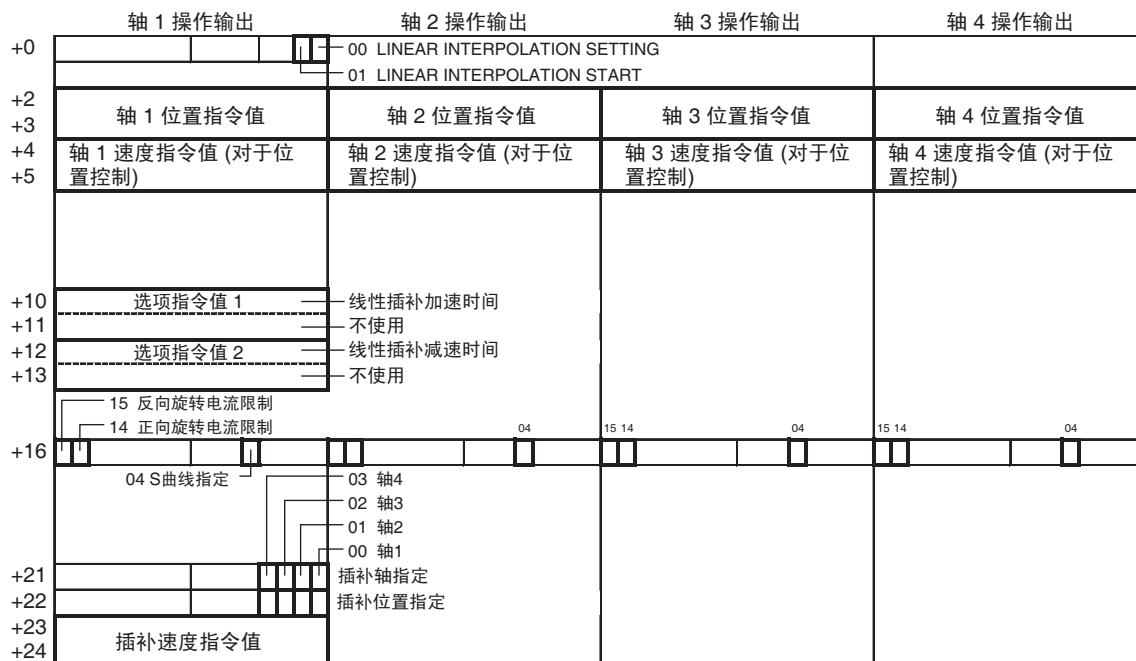 轴 1 操作输出 轴 2 操作输出 轴 3 操作输出 轴 4 操作输出
+0 00 LINEAR INTERPOLATION SETTING
01 LINEAR INTERPOLATION START
+2
轴 1 位置指令值 轴 2 位置指令值 轴 3 位置指令值 轴 4 位置指令值
+3
+4 轴 1 速度指令值 (对于位 轴 2 速度指令值 (对于位 轴 3 速度指令值 (对于位 轴 4 速度指令值 (对于位
+5 置控制) 置控制) 置控制) 置控制)
+10 选项指令值 1 线性插补加速时间
+11 不使用
+12 选项指令值 2 线性插补减速时间
+13 不使用
15 反向旋转电流限制
14 正向旋转电流限制 04 15 14 04 15 14 04
+16
04 S曲线指定 03 轴4
02 轴3
01 轴2
00 轴1
+21 插补轴指定
+22 插补位置指定
+23
插补速度指令值
+24